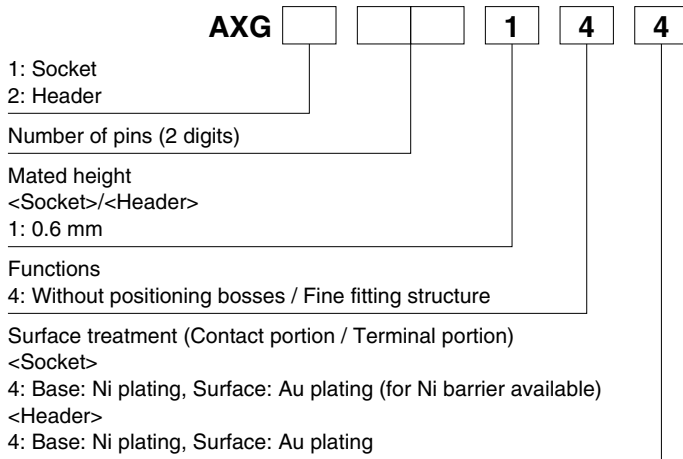 AXG 1 4 4
1: Socket
2: Header
Number of pins (2 digits)
Mated height
<Socket>/<Header>
1: 0.6 mm
Functions
4: Without positioning bosses / Fine fitting structure
Surface treatment (Contact portion / Terminal portion)
<Socket>
4: Base: Ni plating, Surface: Au plating (for Ni barrier available)
<Header>
4: Base: Ni plating, Surface: Au plating